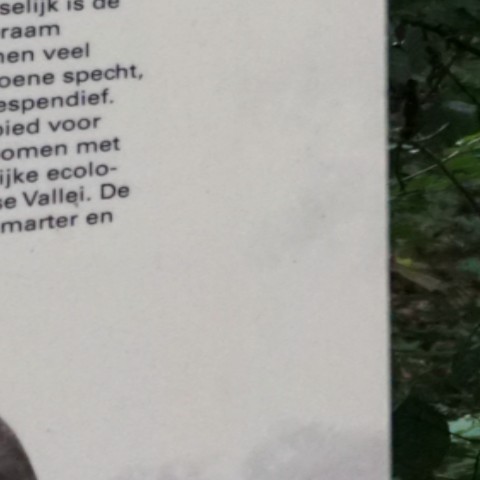 selijk is de
raam
nen veel
oene specht,
espendief.
bied voor
omen met
ijke ecolo-
se Vallei. De
marter en